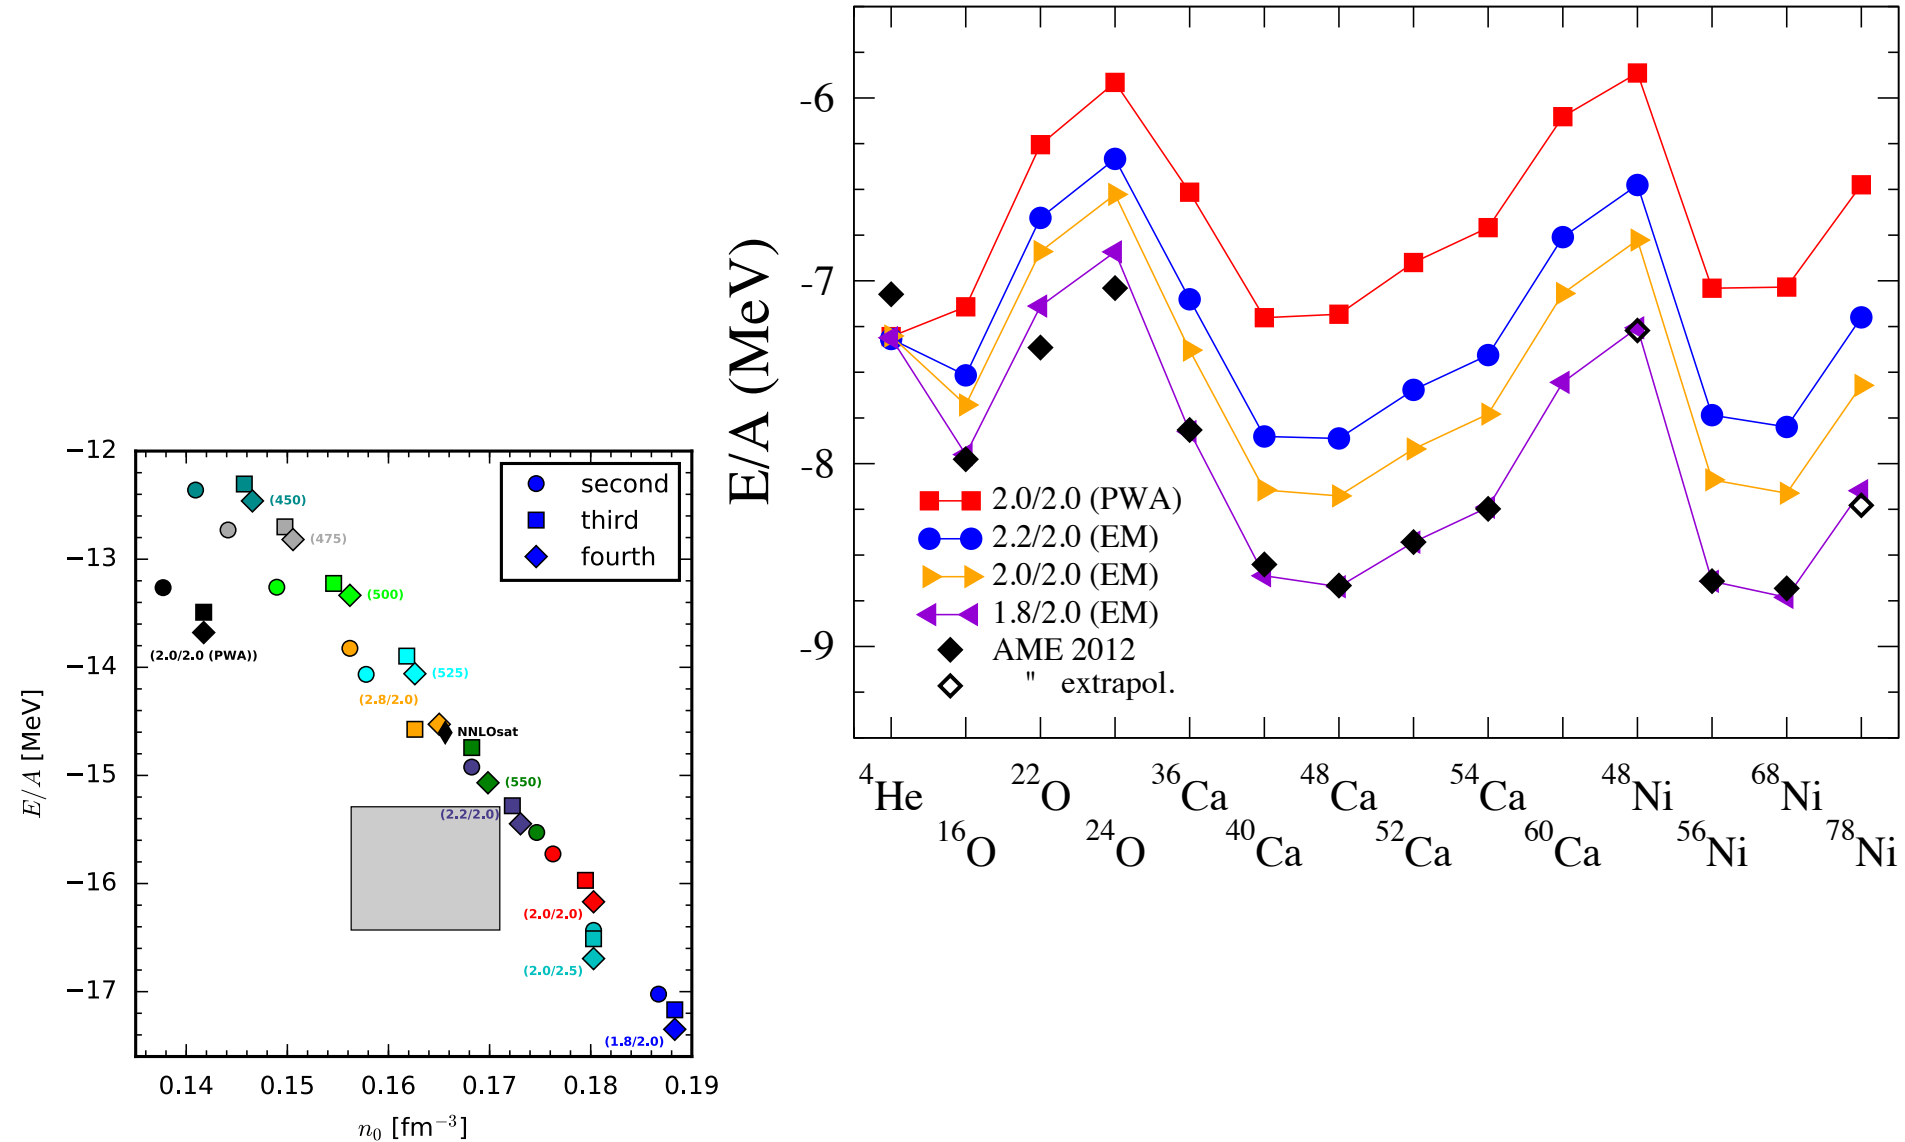 −12
−13
−14
−15
−16
−17
E/A [MeV]
0.14 0.15 0.16 0.17 0.18 0.19
n₀ [fm⁻³]
second
third
fourth
(450)
(475)
(500)
(2.0/2.0 (PWA))
(525)
(2.8/2.0)
NNLOsat
(550)
(2.2/2.0)
(2.0/2.0)
(2.0/2.5)
(1.8/2.0)
-6
-7
-8
-9
E/A (MeV)
2.0/2.0 (PWA)
2.2/2.0 (EM)
2.0/2.0 (EM)
1.8/2.0 (EM)
AME 2012
" extrapol.
⁴He ²²O ³⁶Ca ⁴⁸Ca ⁵⁴Ca ⁴⁸Ni ⁶⁸Ni
¹⁶O ²⁴O ⁴⁰Ca ⁵²Ca ⁶⁰Ca ⁵⁶Ni ⁷⁸Ni